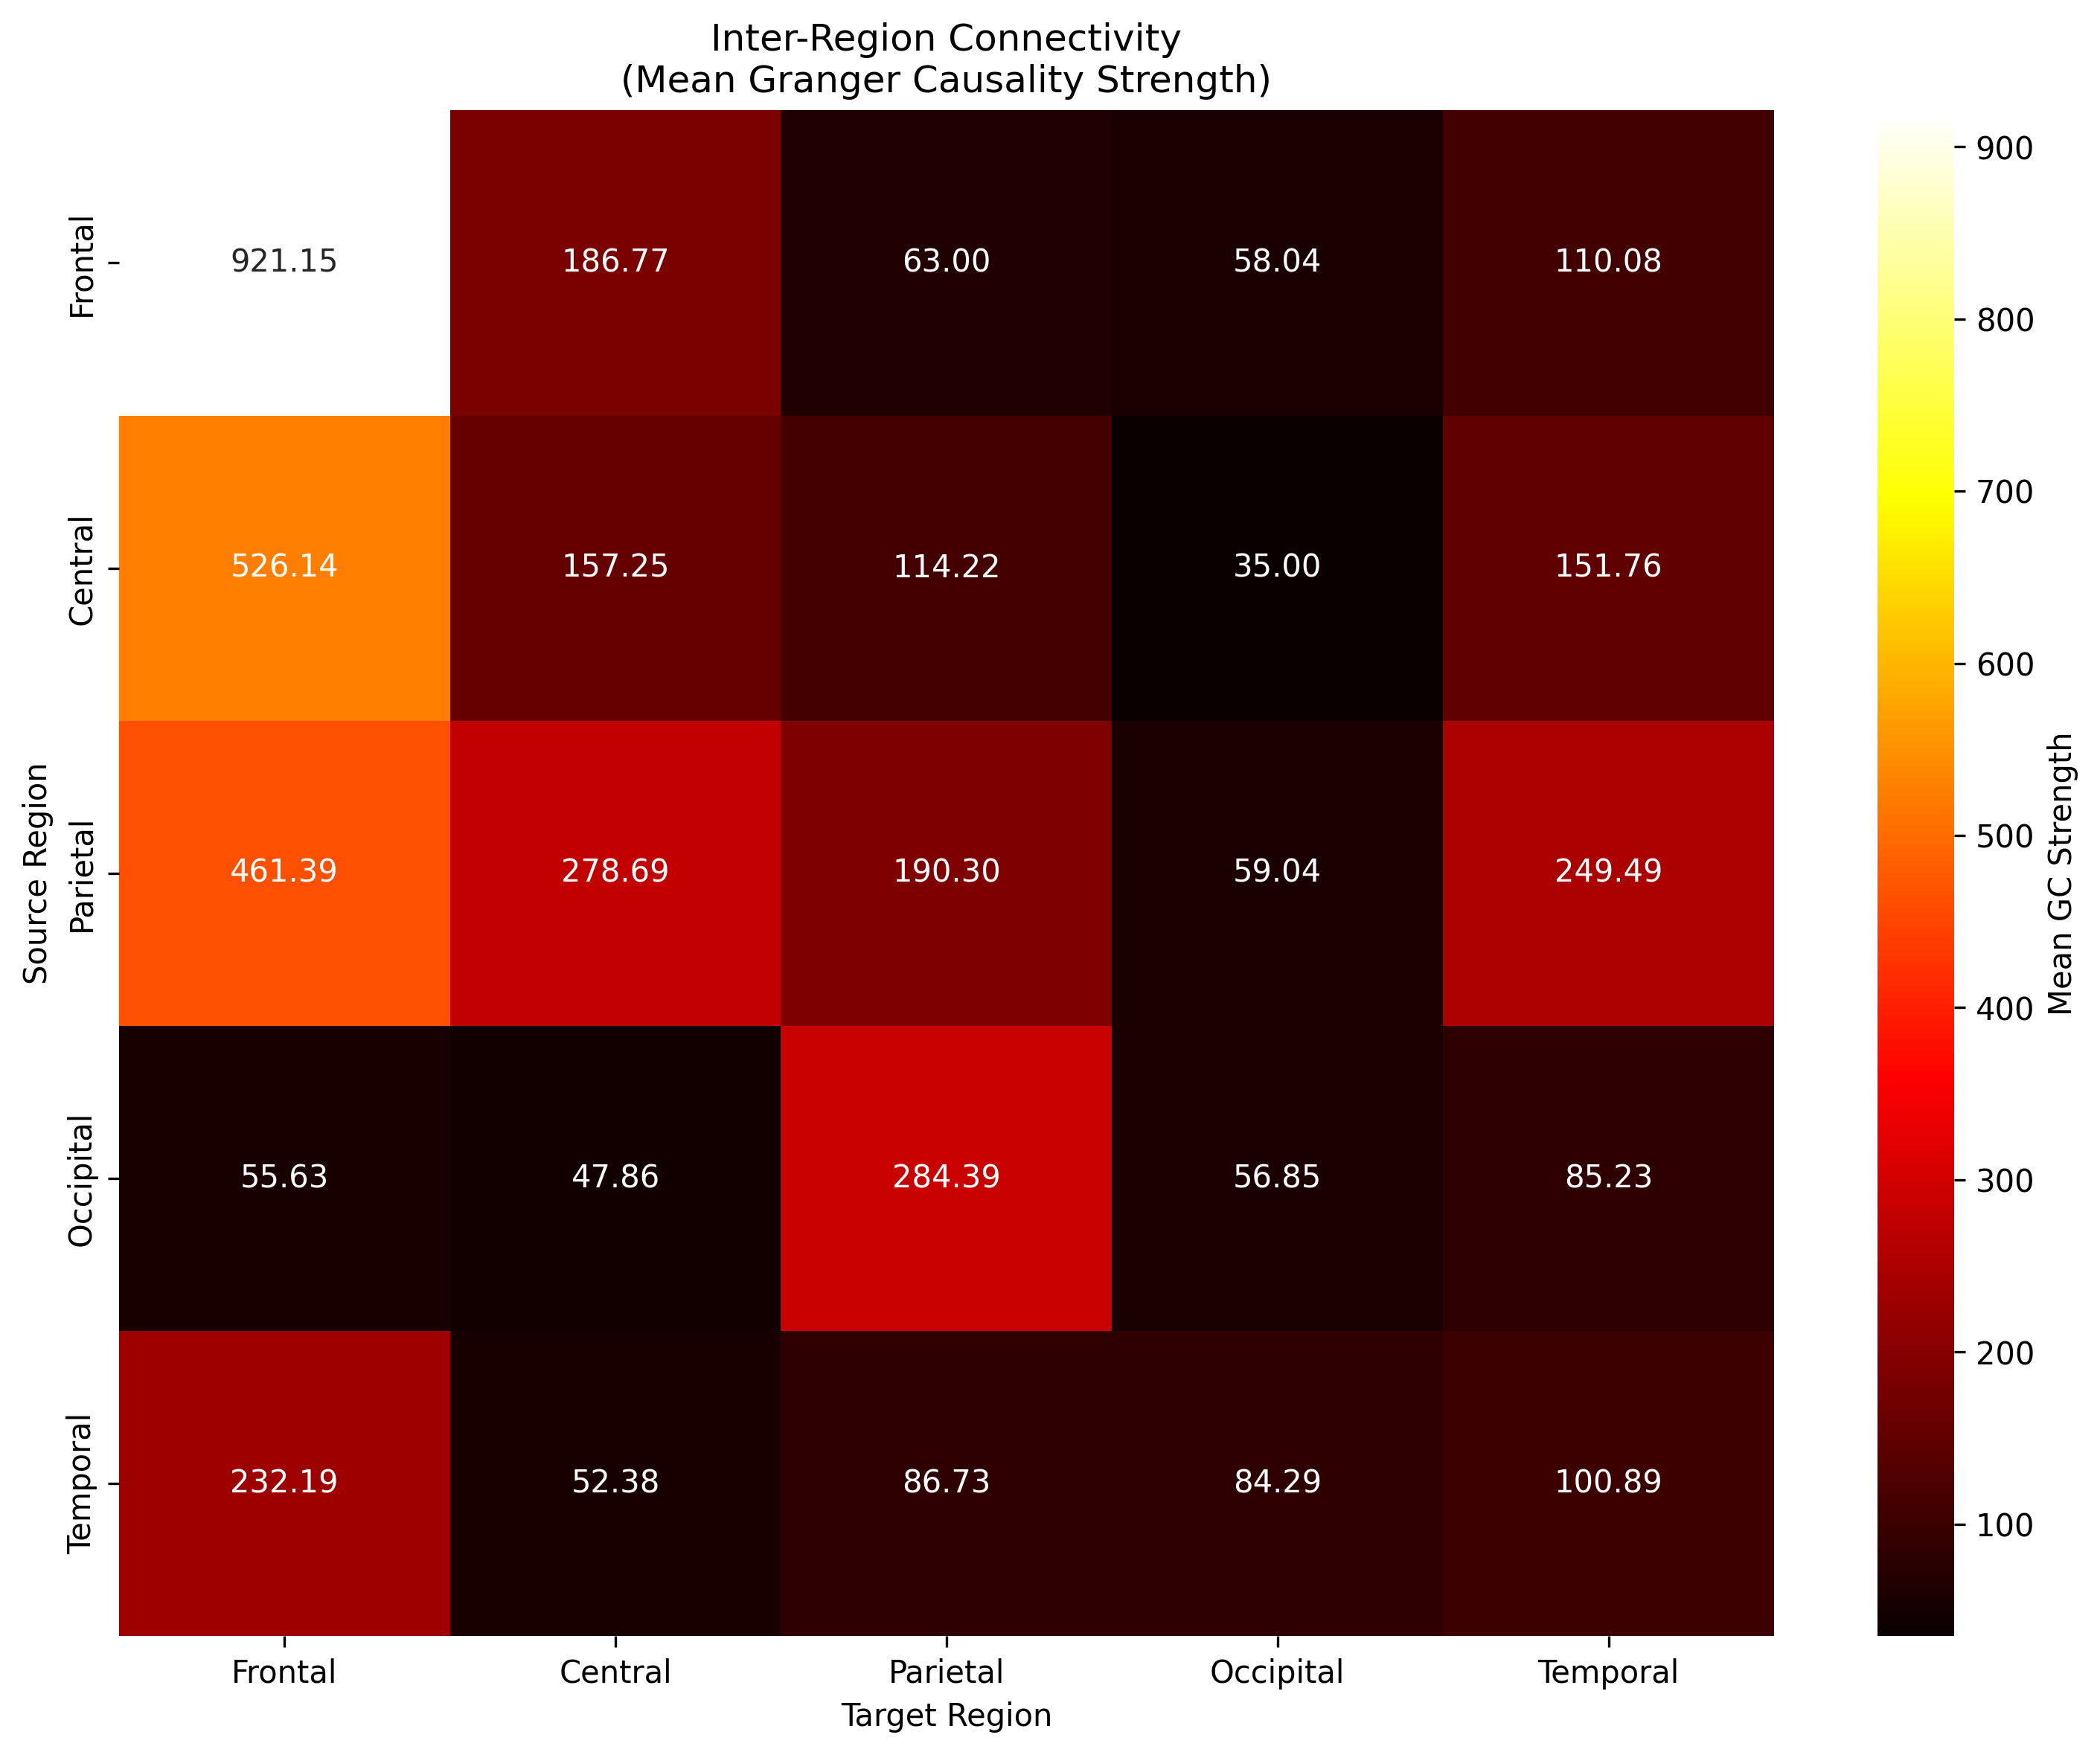 Inter-Region Connectivity
(Mean Granger Causality Strength)
Source Region
Frontal
921.15 186.77 63.00 58.04 110.08
Central
526.14 157.25 114.22 35.00 151.76
Parietal
461.39 278.69 190.30 59.04 249.49
Occipital
55.63 47.86 284.39 56.85 85.23
Temporal
232.19 52.38 86.73 84.29 100.89
Frontal Central Parietal Occipital Temporal
Target Region
900
800
700
600
500
400
300
200
100
Mean GC Strength